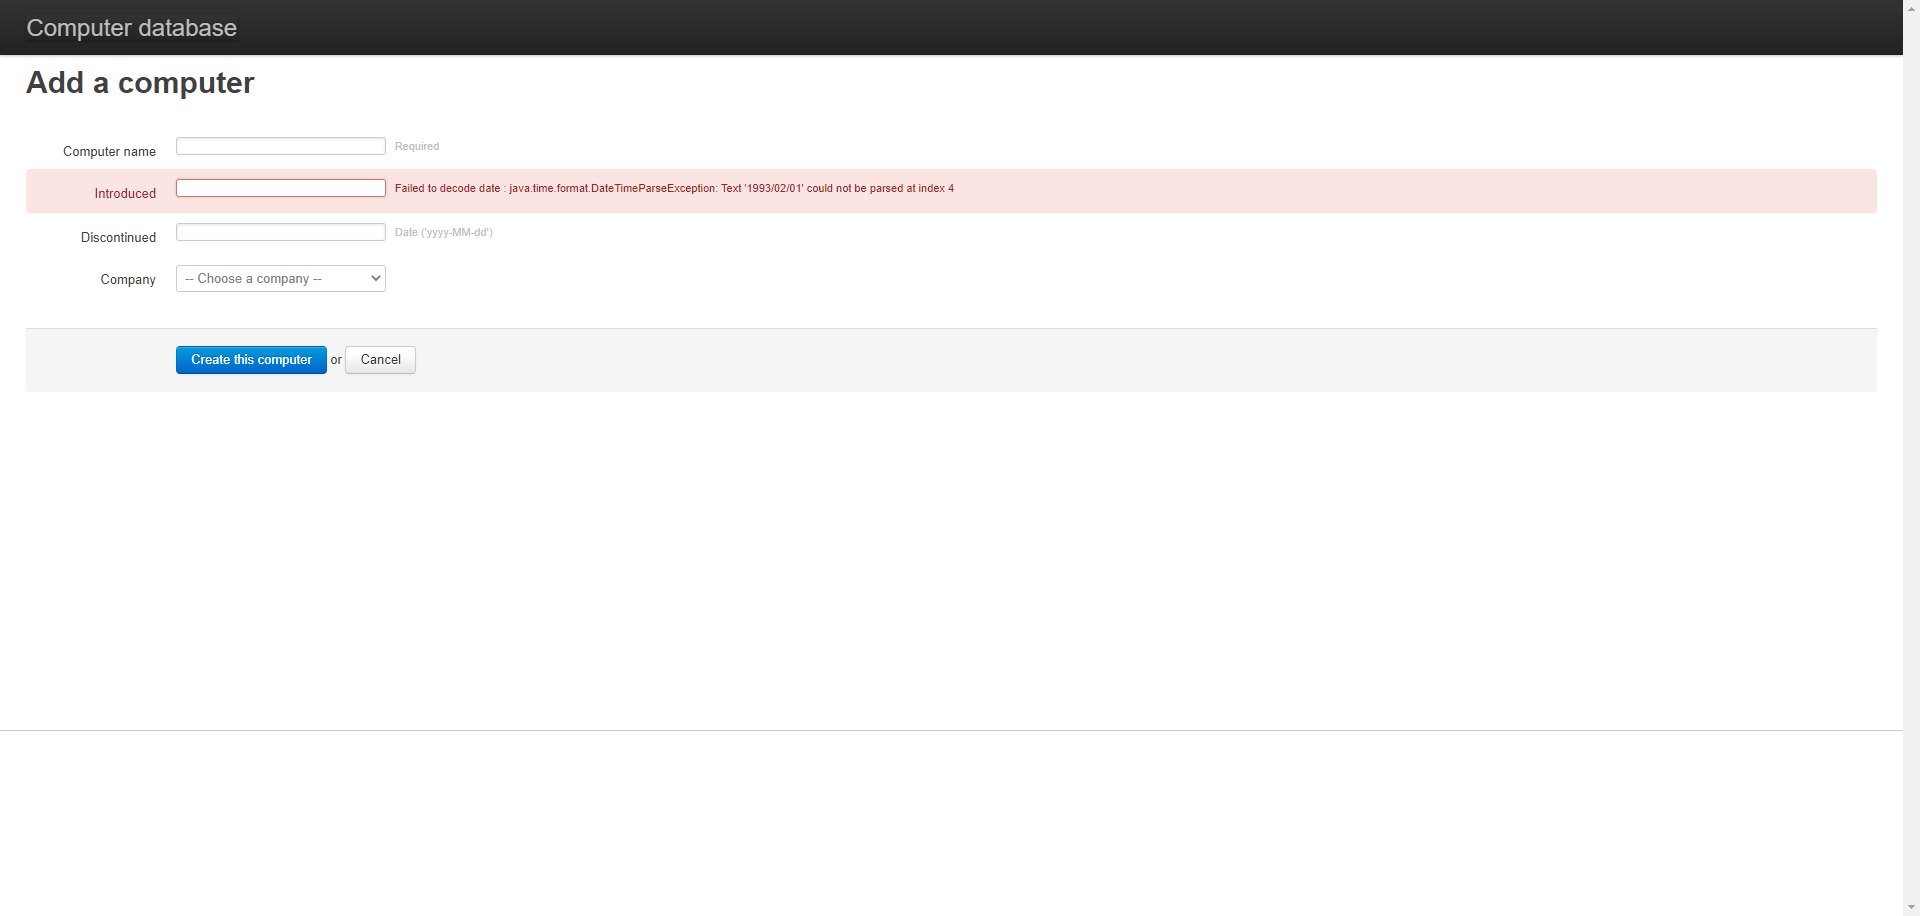 Computer database
Add a computer
Computer name Required
Introduced Failed to decode date : java.time.format.DateTimeParseException: Text '1993/02/01' could not be parsed at index 4
Discontinued Date ('yyyy-MM-dd')
Company -- Choose a company --
Create this computer or Cancel